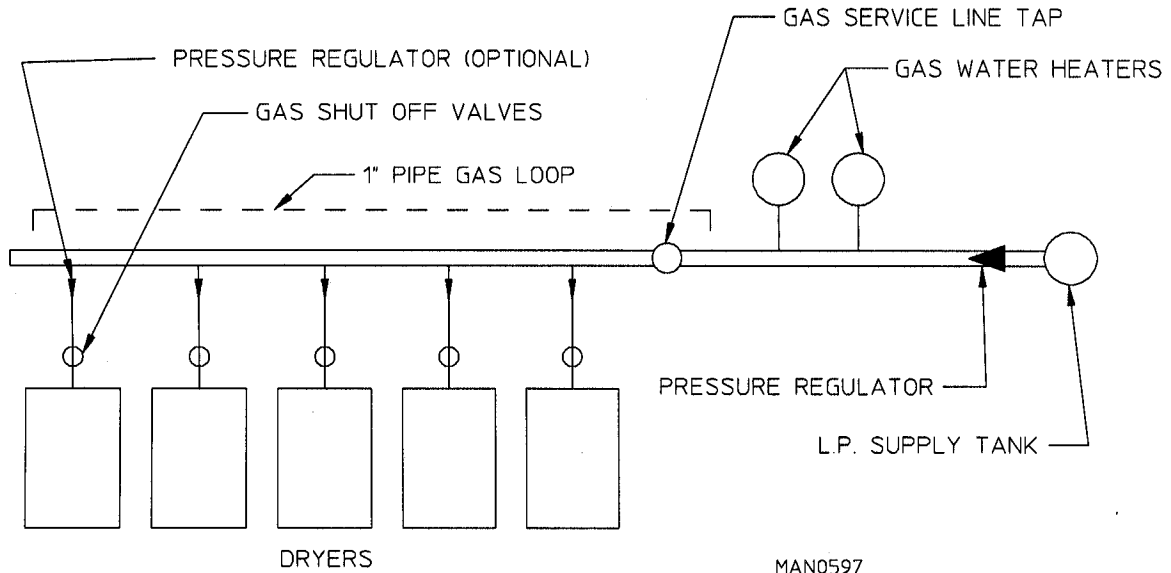 GAS SERVICE LINE TAP
PRESSURE REGULATOR (OPTIONAL)
GAS WATER HEATERS
GAS SHUT OFF VALVES
1" PIPE GAS LOOP
PRESSURE REGULATOR
L.P. SUPPLY TANK
DRYERS
MAN0597